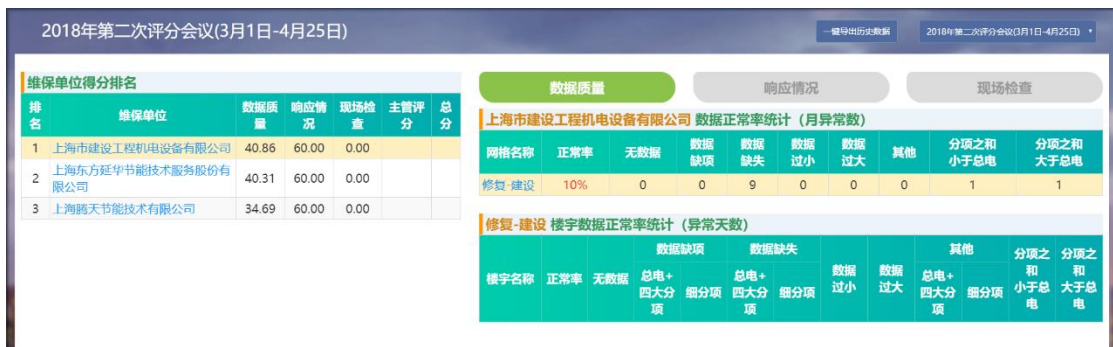 2018年第二次评分会议(3月1日-4月25日)
一键导出历史数据
2018年第二次评分会议(3月1日-4月25日)
维保单位得分排名
排名 维保单位 数据质量 响应情况 现场检查 主管评分 总分
1 上海市建设工程机电设备有限公司 40.86 60.00 0.00
2 上海东方延华节能技术服务股份有限公司 40.31 60.00 0.00
3 上海腾天节能技术有限公司 34.69 60.00 0.00
数据质量 响应情况 现场检查
上海市建设工程机电设备有限公司 数据正常率统计（月异常数）
网格名称 正常率 无数据 数据缺项 数据缺失 数据过小 数据过大 其他 分项之和小于总电 分项之和大于总电
修复-建设 10% 0 0 9 0 0 0 1 1
修复-建设 楼宇数据正常率统计（异常天数）
楼宇名称 正常率 无数据 数据缺项 数据缺失 数据过小 数据过大 其他 分项之和小于总电 分项之和大于总电
总电+四大分项 细分项 总电+四大分项 细分项 总电+四大分项 细分项